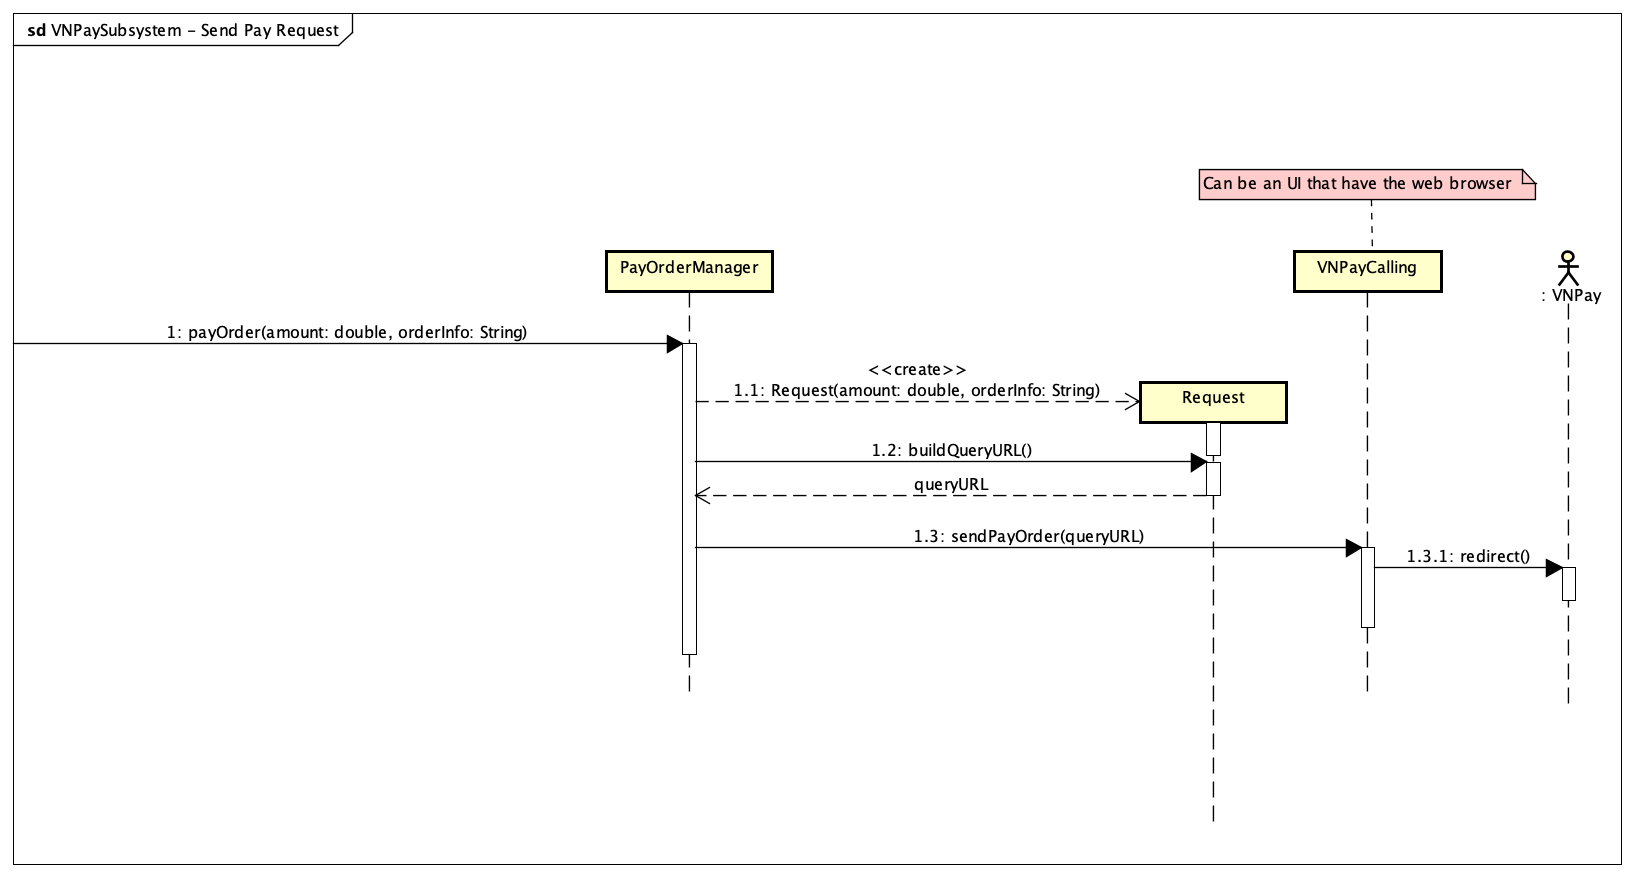 sd VNPaySubsystem - Send Pay Request
Can be an UI that have the web browser
PayOrderManager
VNPayCalling
: VNPay
1: payOrder(amount: double, orderInfo: String)
<<create>>
1.1: Request(amount: double, orderInfo: String)
Request
1.2: buildQueryURL()
queryURL
1.3: sendPayOrder(queryURL)
1.3.1: redirect()